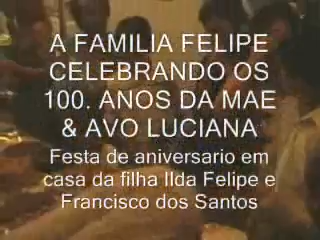 A FAMILIA FELIPE
CELEBRANDO OS
100. ANOS DA MAE
& AVO LUCIANA
Festa de aniversario em
casa da filha Ilda Felipe e
Francisco dos Santos